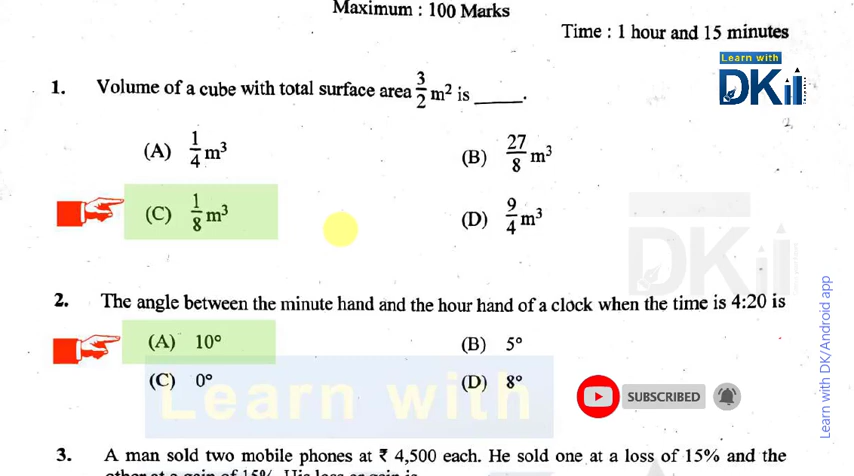 Maximum : 100 Marks
Time : 1 hour and 15 minutes
Learn with
DKil
1. Volume of a cube with total surface area 3/2 m² is _____.
(A) 1/4 m³ (B) 27/8 m³
(C) 1/8 m³ (D) 9/4 m³
DKil
2. The angle between the minute hand and the hour hand of a clock when the time is 4:20 is
(A) 10° (B) 5°
(C) 0° (D) 8°
Learn with
SUBSCRIBED
Learn with DK/Android app
3. A man sold two mobile phones at ₹ 4,500 each. He sold one at a loss of 15% and the